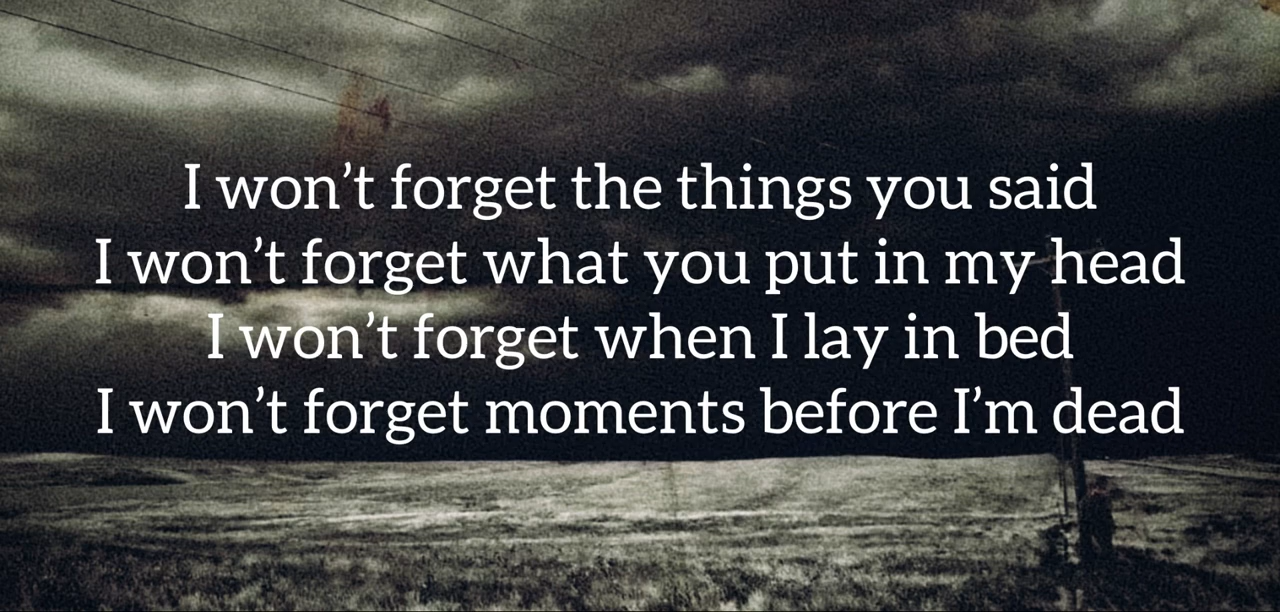 I won’t forget the things you said
I won’t forget what you put in my head
I won’t forget when I lay in bed
I won’t forget moments before I’m dead